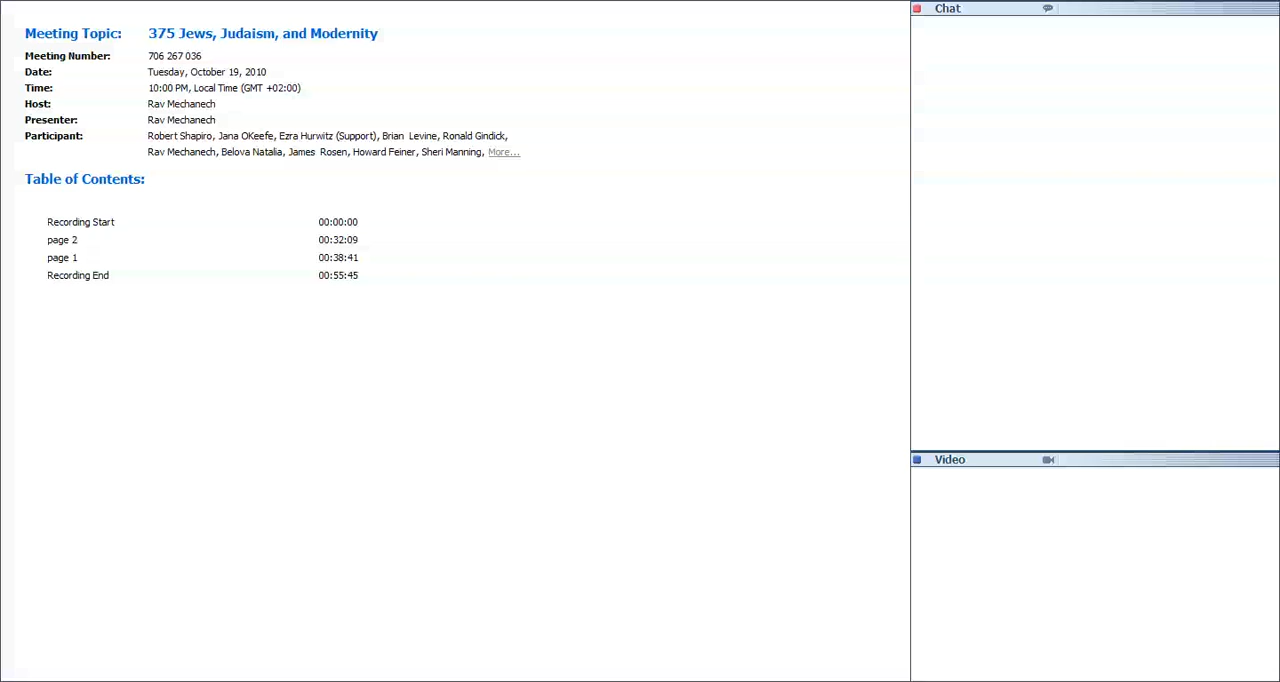 Meeting Topic: 375 Jews, Judaism, and Modernity
Meeting Number: 706 267 036
Date: Tuesday, October 19, 2010
Time: 10:00 PM, Local Time (GMT +02:00)
Host: Rav Mechanech
Presenter: Rav Mechanech
Participant: Robert Shapiro, Jana OKeefe, Ezra Hurwitz (Support), Brian Levine, Ronald Gindick,
Rav Mechanech, Belova Natalia, James Rosen, Howard Feiner, Sheri Manning, More...
Table of Contents:
Recording Start 00:00:00
page 2 00:32:09
page 1 00:38:41
Recording End 00:55:45
Chat
Video